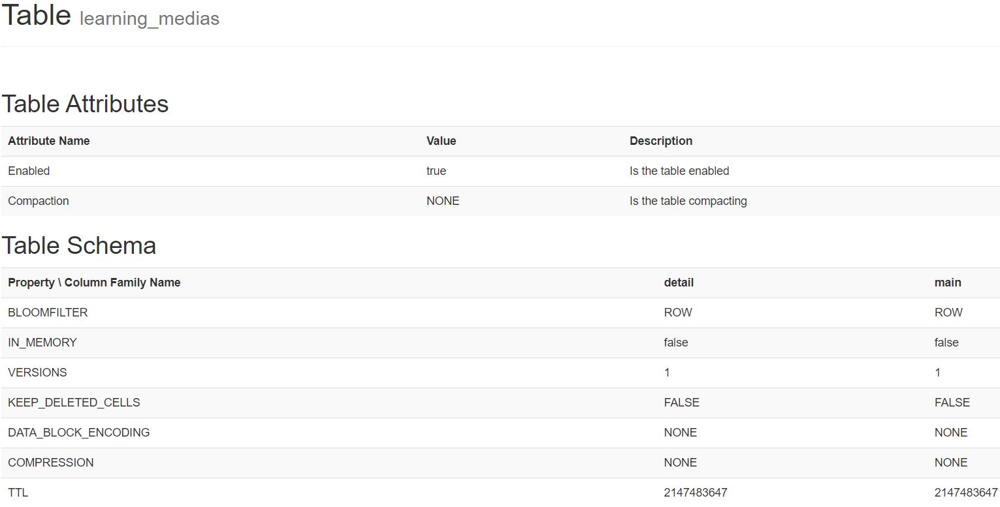 Table learning_medias
Table Attributes
Attribute Name Value Description
Enabled true Is the table enabled
Compaction NONE Is the table compacting
Table Schema
Property \ Column Family Name detail main
BLOOMFILTER ROW ROW
IN_MEMORY false false
VERSIONS 1 1
KEEP_DELETED_CELLS FALSE FALSE
DATA_BLOCK_ENCODING NONE NONE
COMPRESSION NONE NONE
TTL 2147483647 2147483647